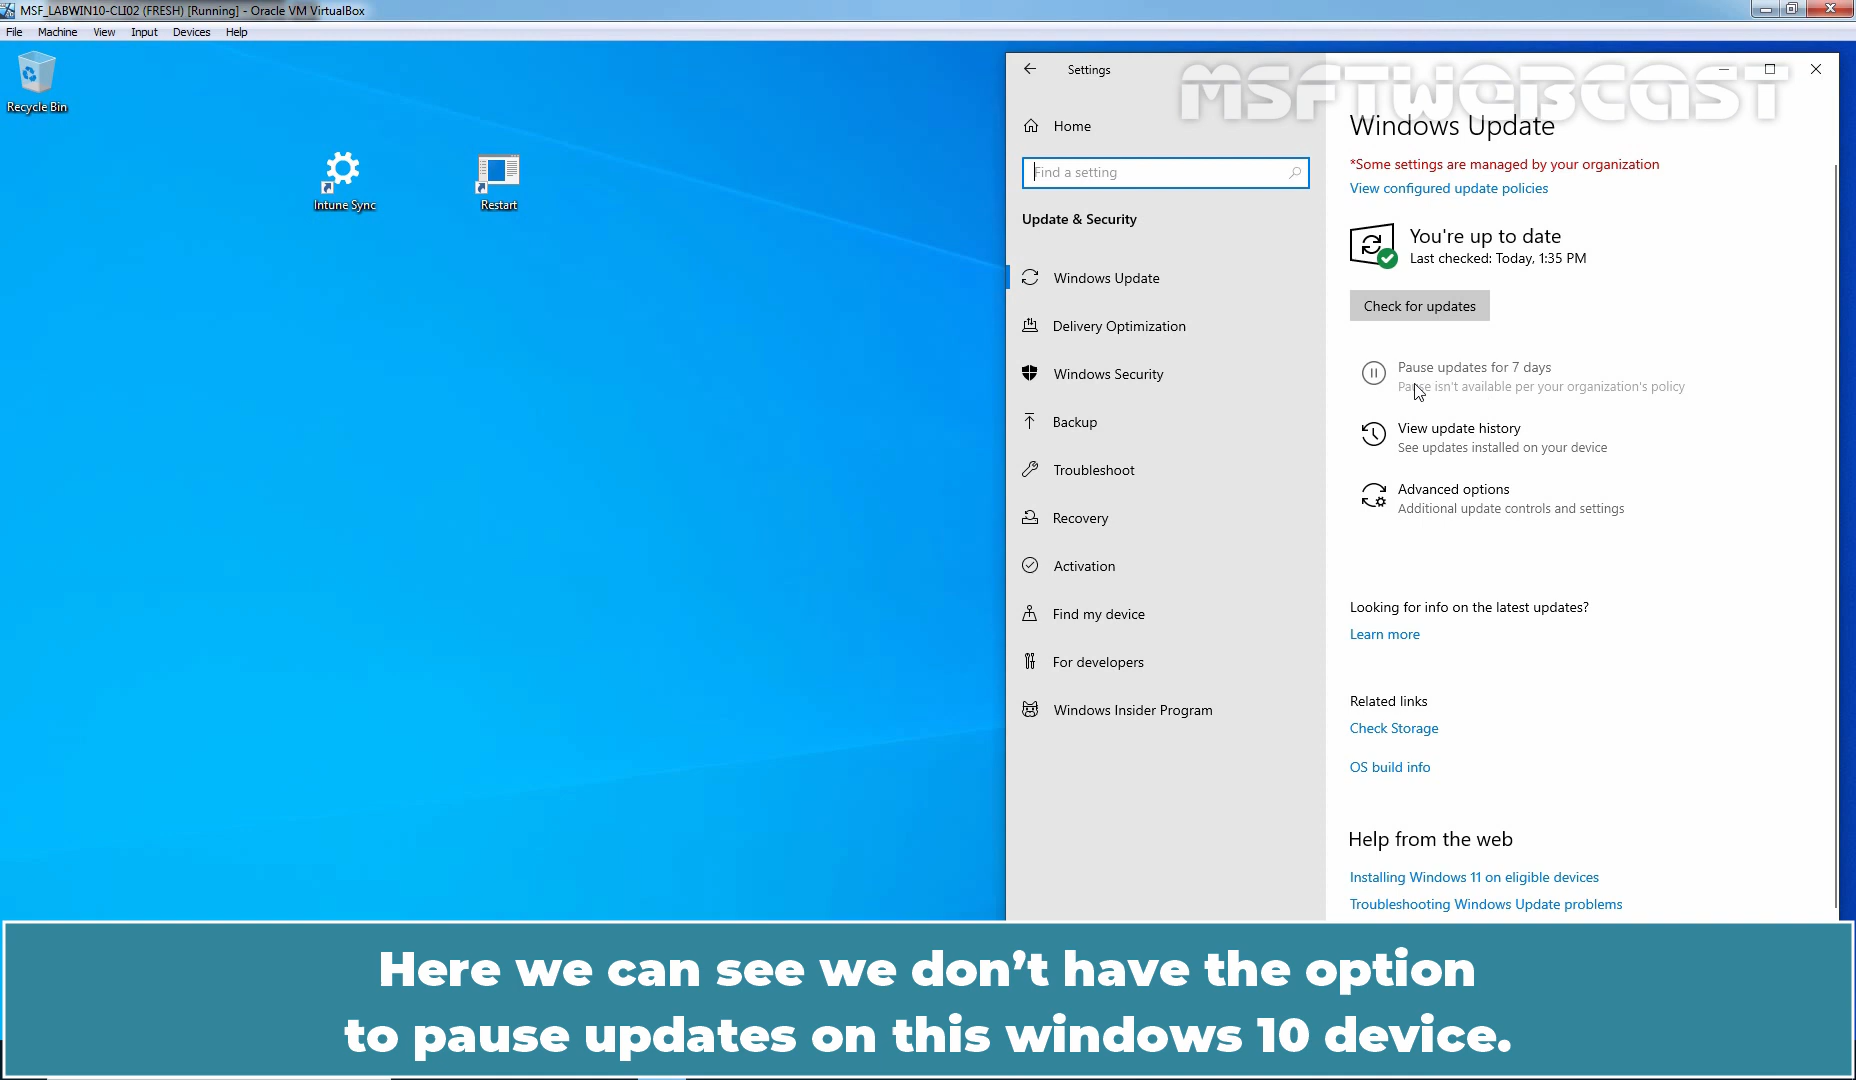 MSF_LABWIN10-CLI02 (FRESH) [Running] - Oracle VM VirtualBox
File Machine View Input Devices Help
Recycle Bin
Intune Sync
Restart
Settings
MSFTWEBCAST
Home
Find a setting
Update & Security
Windows Update
Delivery Optimization
Windows Security
Backup
Troubleshoot
Recovery
Activation
Find my device
For developers
Windows Insider Program
Windows Update
*Some settings are managed by your organization
View configured update policies
You're up to date
Last checked: Today, 1:35 PM
Check for updates
Pause updates for 7 days
Pause isn't available per your organization's policy
View update history
See updates installed on your device
Advanced options
Additional update controls and settings
Looking for info on the latest updates?
Learn more
Related links
Check Storage
OS build info
Help from the web
Installing Windows 11 on eligible devices
Troubleshooting Windows Update problems
Here we can see we don’t have the option
to pause updates on this windows 10 device.